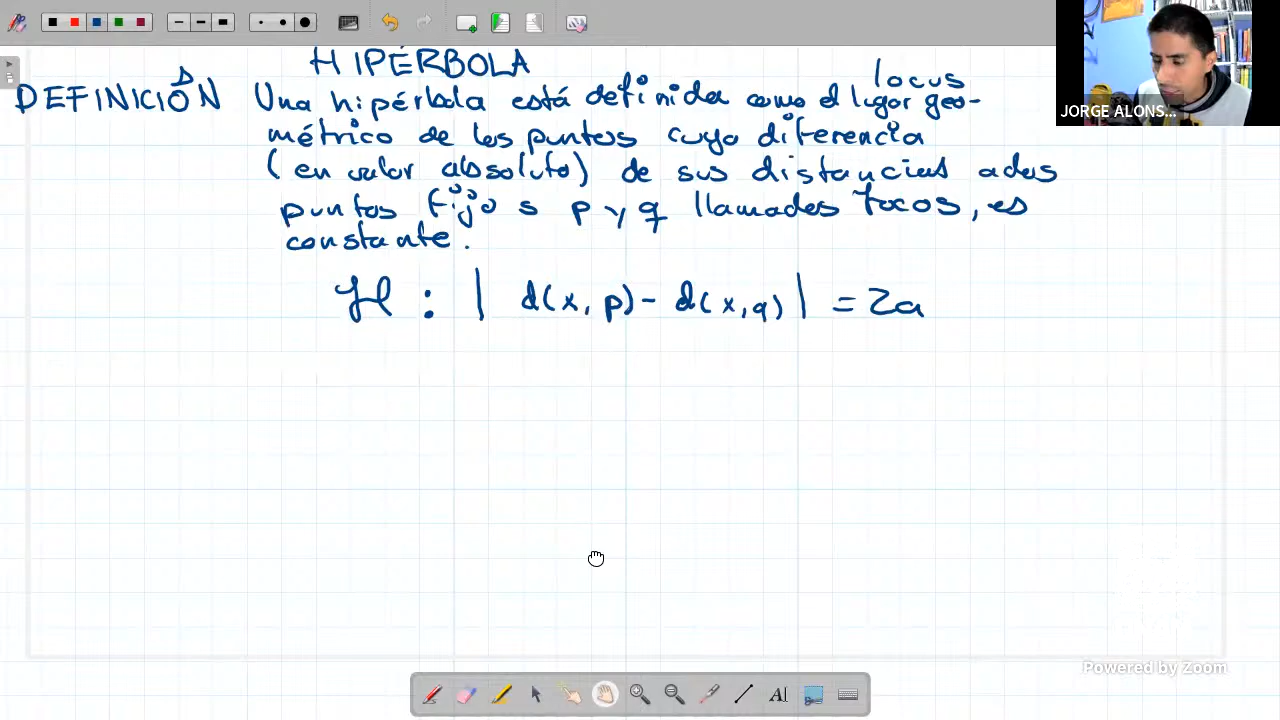 HIPÉRBOLA
locus
DEFINICIÓN Una hipérbola está definida como el lugar geo-
métrico de los puntos cuya diferencia
(en valor absoluto) de sus distancias a dos
puntos fijos p y q llamados focos, es
constante.
H : | d(x, p) - d(x, q) | = 2a
JORGE ALONS...
AI
Powered by Zoom